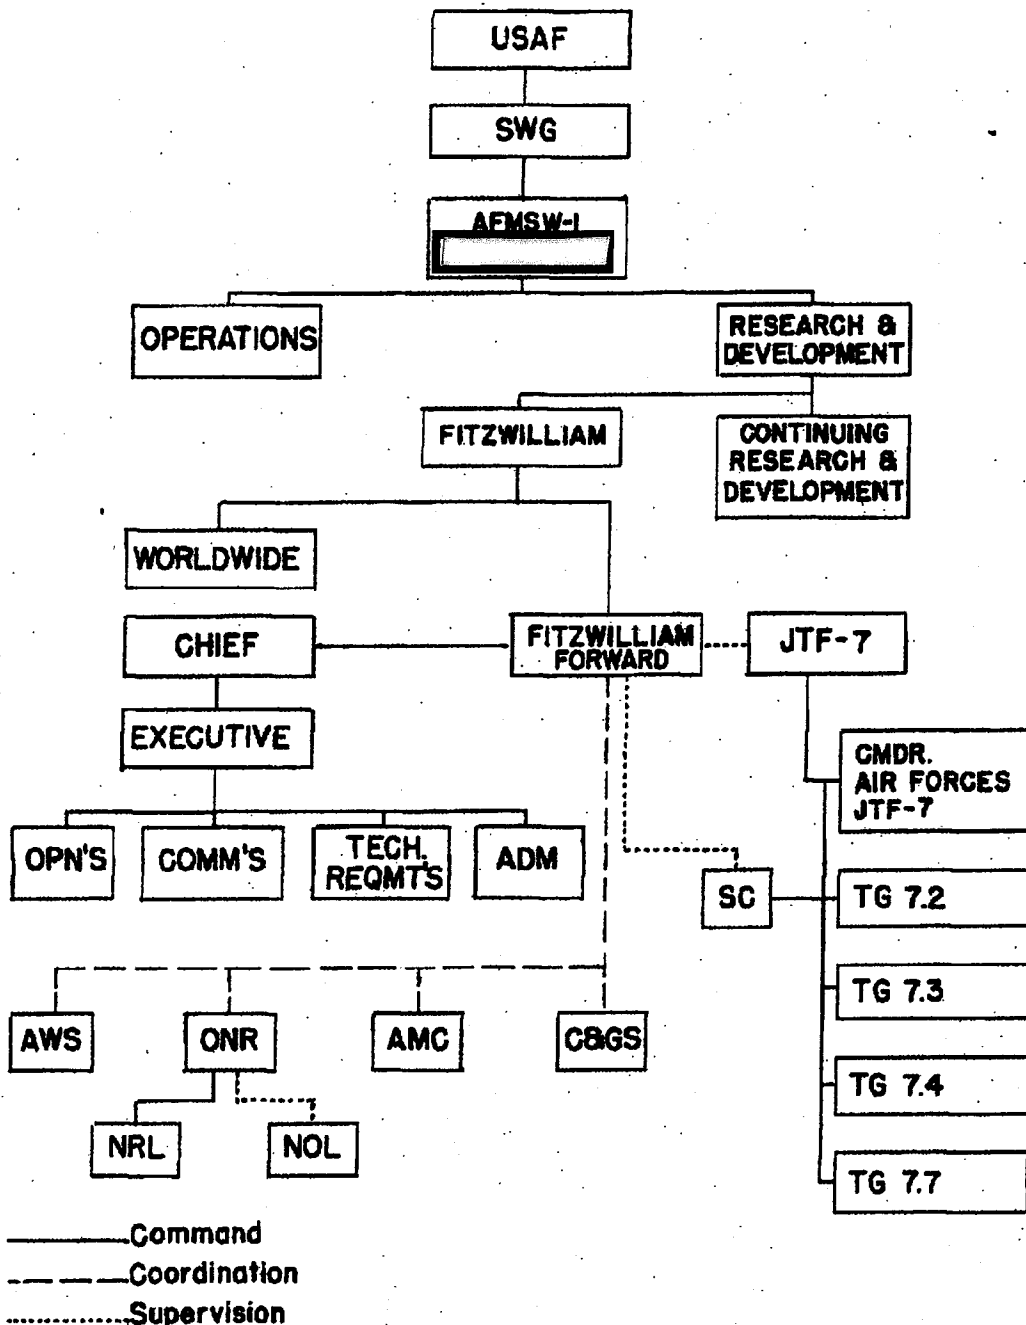 USAF
SWG
AFMSW-1
OPERATIONS
RESEARCH &
DEVELOPMENT
FITZWILLIAM
CONTINUING
RESEARCH &
DEVELOPMENT
WORLDWIDE
CHIEF
FITZWILLIAM
FORWARD
JTF-7
EXECUTIVE
CMDR.
AIR FORCES
JTF-7
OPN'S
COMM'S
TECH.
REQMT'S
ADM
SC
TG 7.2
TG 7.3
AWS
ONR
AMC
C&GS
TG 7.4
NRL
NOL
TG 7.7
Command
Coordination
Supervision